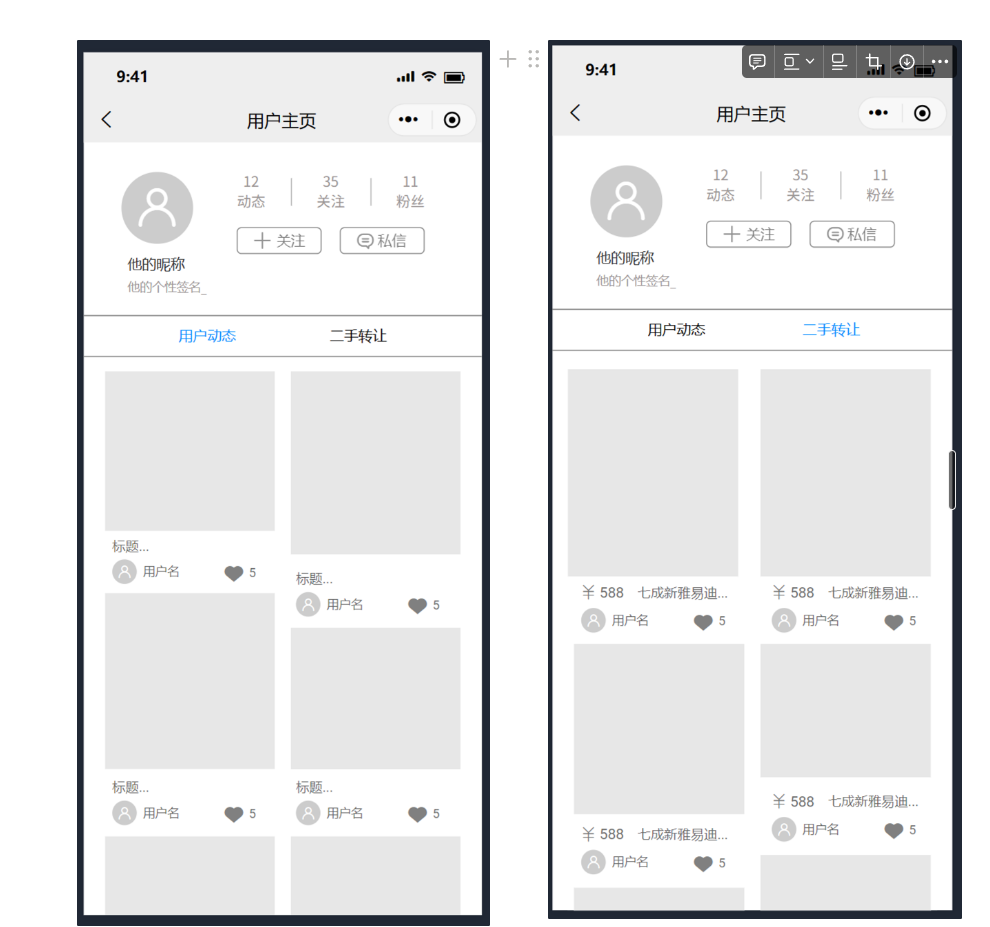 9:41
用户主页
12 35 11
动态 关注 粉丝
关注 私信
他的昵称
他的个性签名_
用户动态 二手转让
标题...
用户名 5
标题...
用户名 5
标题...
用户名 5
标题...
用户名 5
9:41
用户主页
12 35 11
动态 关注 粉丝
关注 私信
他的昵称
他的个性签名_
用户动态 二手转让
¥ 588 七成新雅易迪...
用户名 5
¥ 588 七成新雅易迪...
用户名 5
¥ 588 七成新雅易迪...
用户名 5
¥ 588 七成新雅易迪...
用户名 5